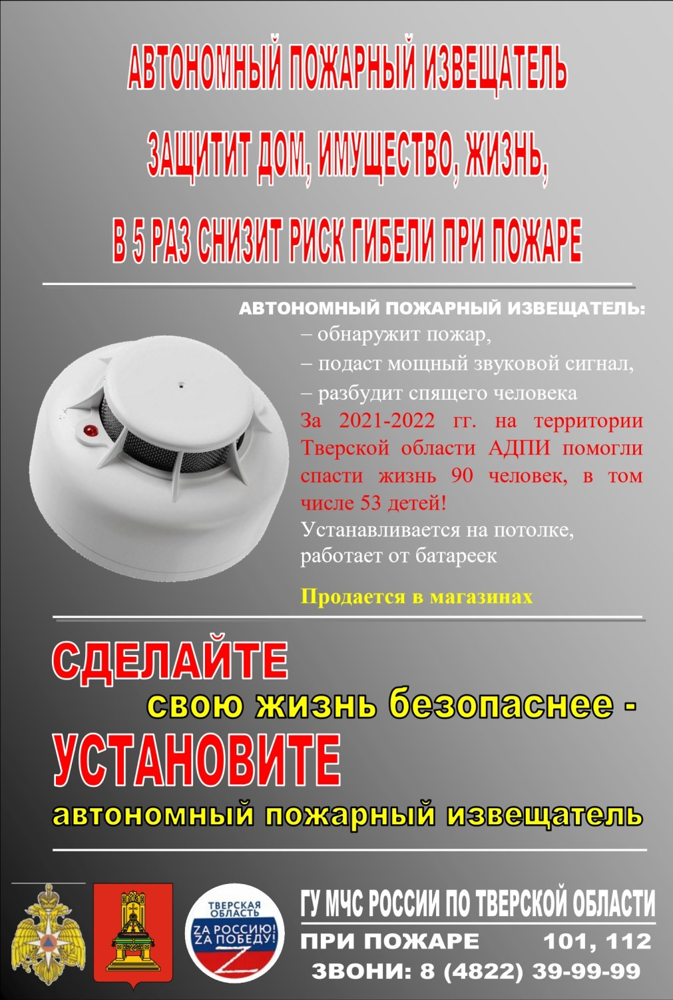 АВТОНОМНЫЙ ПОЖАРНЫЙ ИЗВЕЩАТЕЛЬ
ЗАЩИТИТ ДОМ, ИМУЩЕСТВО, ЖИЗНЬ,
В 5 РАЗ СНИЗИТ РИСК ГИБЕЛИ ПРИ ПОЖАРЕ
АВТОНОМНЫЙ ПОЖАРНЫЙ ИЗВЕЩАТЕЛЬ:
– обнаружит пожар,
– подаст мощный звуковой сигнал,
– разбудит спящего человека
За 2021-2022 гг. на территории
Тверской области АДПИ помогли
спасти жизнь 90 человек, в том
числе 53 детей!
Устанавливается на потолке,
работает от батареек
Продается в магазинах
СДЕЛАЙТЕ
свою жизнь безопаснее -
УСТАНОВИТЕ
автономный пожарный извещатель
ТВЕРСКАЯ
ОБЛАСТЬ
ZА РОССИЮ!
ZА ПОБЕДУ!
Z
ГУ МЧС РОССИИ ПО ТВЕРСКОЙ ОБЛАСТИ
ПРИ ПОЖАРЕ 101, 112
ЗВОНИ: 8 (4822) 39-99-99